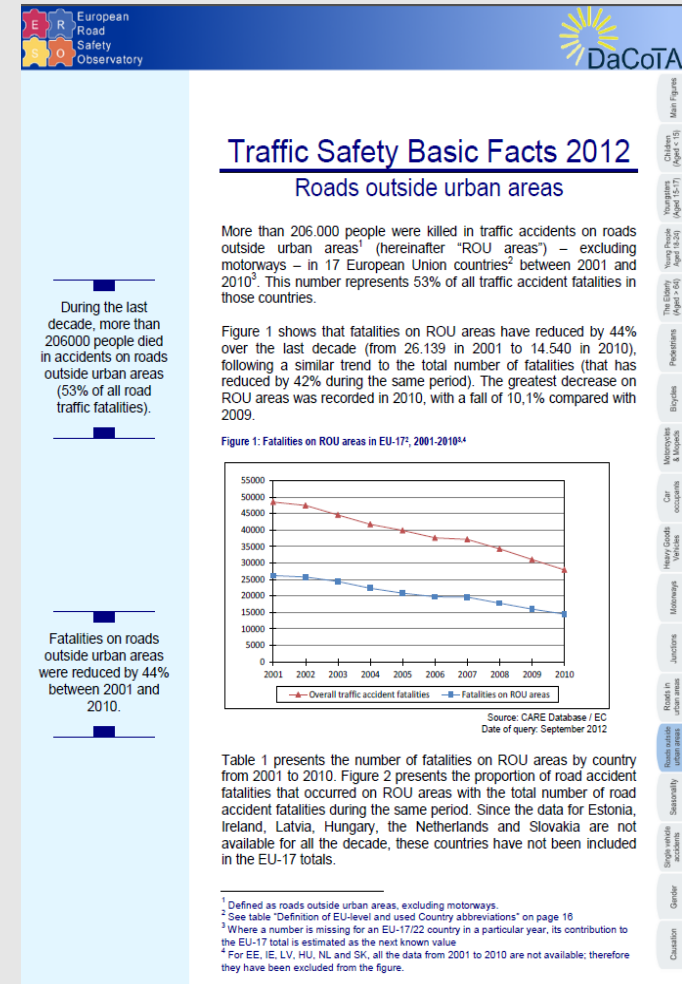 E R S O
European
Road
Safety
Observatory
DaCoTA
Traffic Safety Basic Facts 2012
Roads outside urban areas
More than 206.000 people were killed in traffic accidents on roads
outside urban areas¹ (hereinafter “ROU areas”) – excluding
motorways – in 17 European Union countries² between 2001 and
2010³. This number represents 53% of all traffic accident fatalities in
those countries.
During the last
decade, more than
206000 people died
in accidents on roads
outside urban areas
(53% of all road
traffic fatalities).
Figure 1 shows that fatalities on ROU areas have reduced by 44%
over the last decade (from 26.139 in 2001 to 14.540 in 2010),
following a similar trend to the total number of fatalities (that has
reduced by 42% during the same period). The greatest decrease on
ROU areas was recorded in 2010, with a fall of 10,1% compared with
2009.
Figure 1: Fatalities on ROU areas in EU-17², 2001-2010³,⁴
55000
50000
45000
40000
35000
30000
25000
20000
15000
10000
5000
0
2001 2002 2003 2004 2005 2006 2007 2008 2009 2010
Overall traffic accident fatalities Fatalities on ROU areas
Source: CARE Database / EC
Date of query: September 2012
Fatalities on roads
outside urban areas
were reduced by 44%
between 2001 and
2010.
Table 1 presents the number of fatalities on ROU areas by country
from 2001 to 2010. Figure 2 presents the proportion of road accident
fatalities that occurred on ROU areas with the total number of road
accident fatalities during the same period. Since the data for Estonia,
Ireland, Latvia, Hungary, the Netherlands and Slovakia are not
available for all the decade, these countries have not been included
in the EU-17 totals.
¹ Defined as roads outside urban areas, excluding motorways.
² See table “Definition of EU-level and used Country abbreviations” on page 16
³ Where a number is missing for an EU-17/22 country in a particular year, its contribution to
the EU-17 total is estimated as the next known value
⁴ For EE, IE, LV, HU, NL and SK, all the data from 2001 to 2010 are not available; therefore
they have been excluded from the figure.
Main Figures
Children
(Aged < 15)
Youngsters
(Aged 15-17)
Young People
Aged 18-24)
The Elderly
(Aged > 64)
Pedestrians
Bicycles
Motorcycles
& Mopeds
Car
occupants
Heavy Goods
Vehicles
Motorways
Junctions
Roads in
urban areas
Roads outside
urban areas
Seasonality
Single vehicle
accidents
Gender
Causation